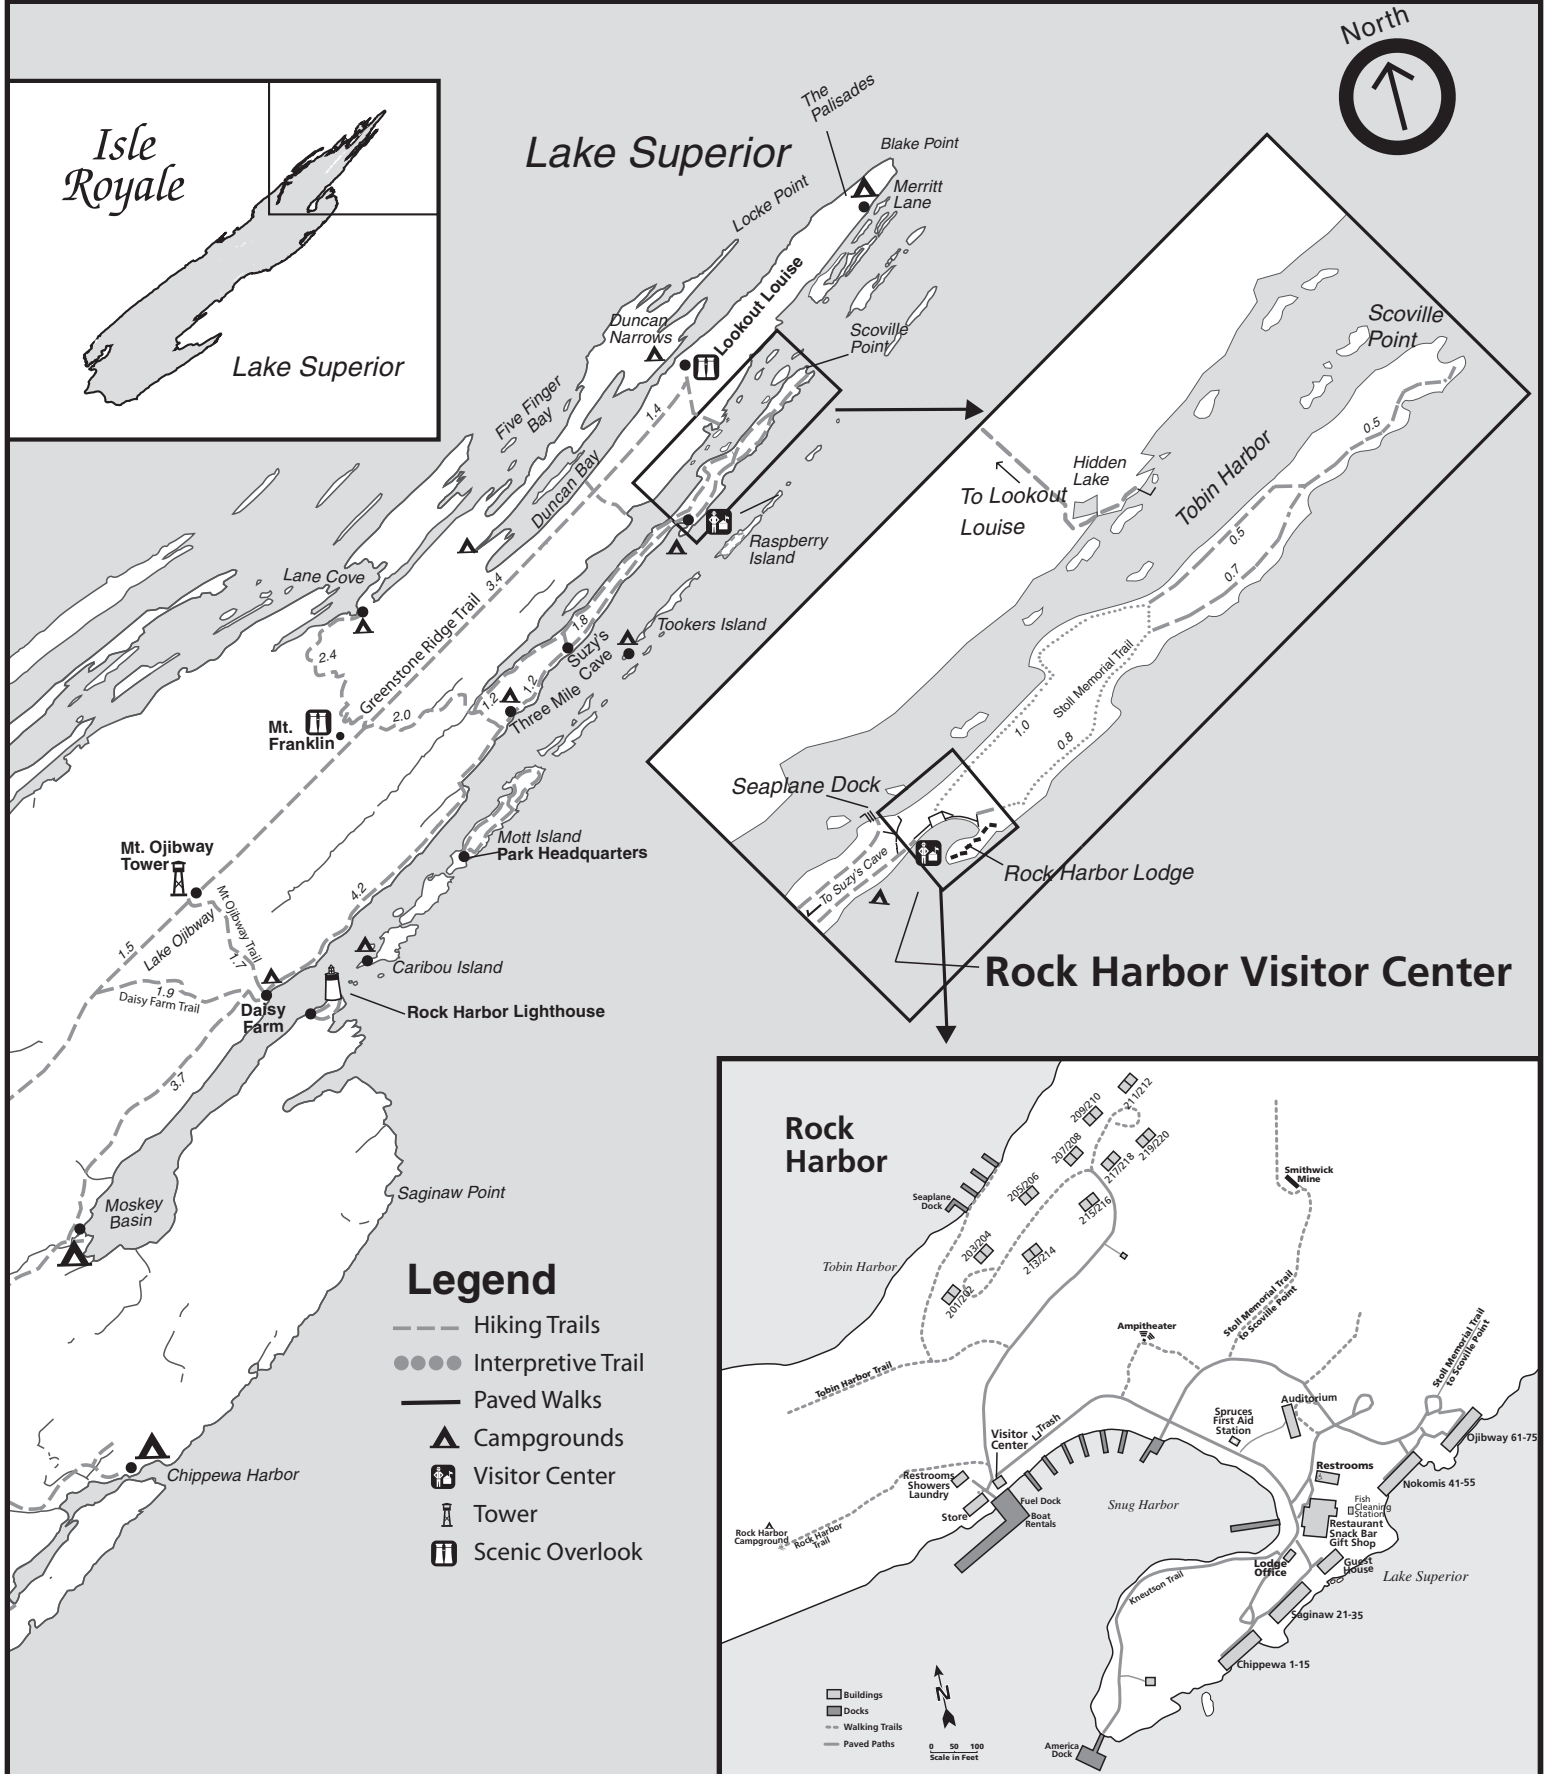 North
Isle
Royale
Lake Superior
Lake Superior
The
Palisades
Blake Point
Merritt
Lane
Locke Point
Lookout Louise
Duncan
Narrows
Scoville
Point
Five Finger
Bay
1.4
Duncan Bay
Raspberry
Island
Lane Cove
3.4
Greenstone Ridge Trail
2.4
1.8
Suzy's
Cave
Tookers Island
1.2
1.2
Three Mile
2.0
Mt.
Franklin
Mott Island
Park Headquarters
Mt. Ojibway
Tower
Mt Ojibway Trail
4.2
1.5
Lake Ojibway
1.7
1.9
Daisy Farm Trail
Daisy
Farm
Caribou Island
Rock Harbor Lighthouse
3.7
Moskey
Basin
Saginaw Point
Chippewa Harbor
Scoville
Point
0.5
Hidden
Lake
Tobin Harbor
To Lookout
Louise
0.5
0.7
Stoll Memorial Trail
1.0
0.8
Seaplane Dock
To Suzy's Cave
Rock Harbor Lodge
Rock Harbor Visitor Center
Legend
Hiking Trails
Interpretive Trail
Paved Walks
Campgrounds
Visitor Center
Tower
Scenic Overlook
Rock
Harbor
211/212
209/210
219/220
207/208
217/218
205/206
215/216
203/204
213/214
201/202
Seaplane
Dock
Tobin Harbor
Smithwick
Mine
Stoll Memorial Trail
to Scoville Point
Ampitheater
Stoll Memorial Trail
to Scoville Point
Tobin Harbor Trail
Auditorium
Spruces
First Aid
Station
Trash
Visitor
Center
Ojibway 61-75
Restrooms
Showers
Laundry
Restrooms
Nokomis 41-55
Store
Fuel Dock
Boat
Rentals
Snug Harbor
Fish
Cleaning
Station
Restaurant
Snack Bar
Gift Shop
Rock Harbor
Campground
Rock Harbor
Trail
Lodge
Office
Guest
House
Lake Superior
Kneutson Trail
Saginaw 21-35
Chippewa 1-15
Buildings
Docks
Walking Trails
Paved Paths
N
0 50 100
Scale in Feet
America
Dock